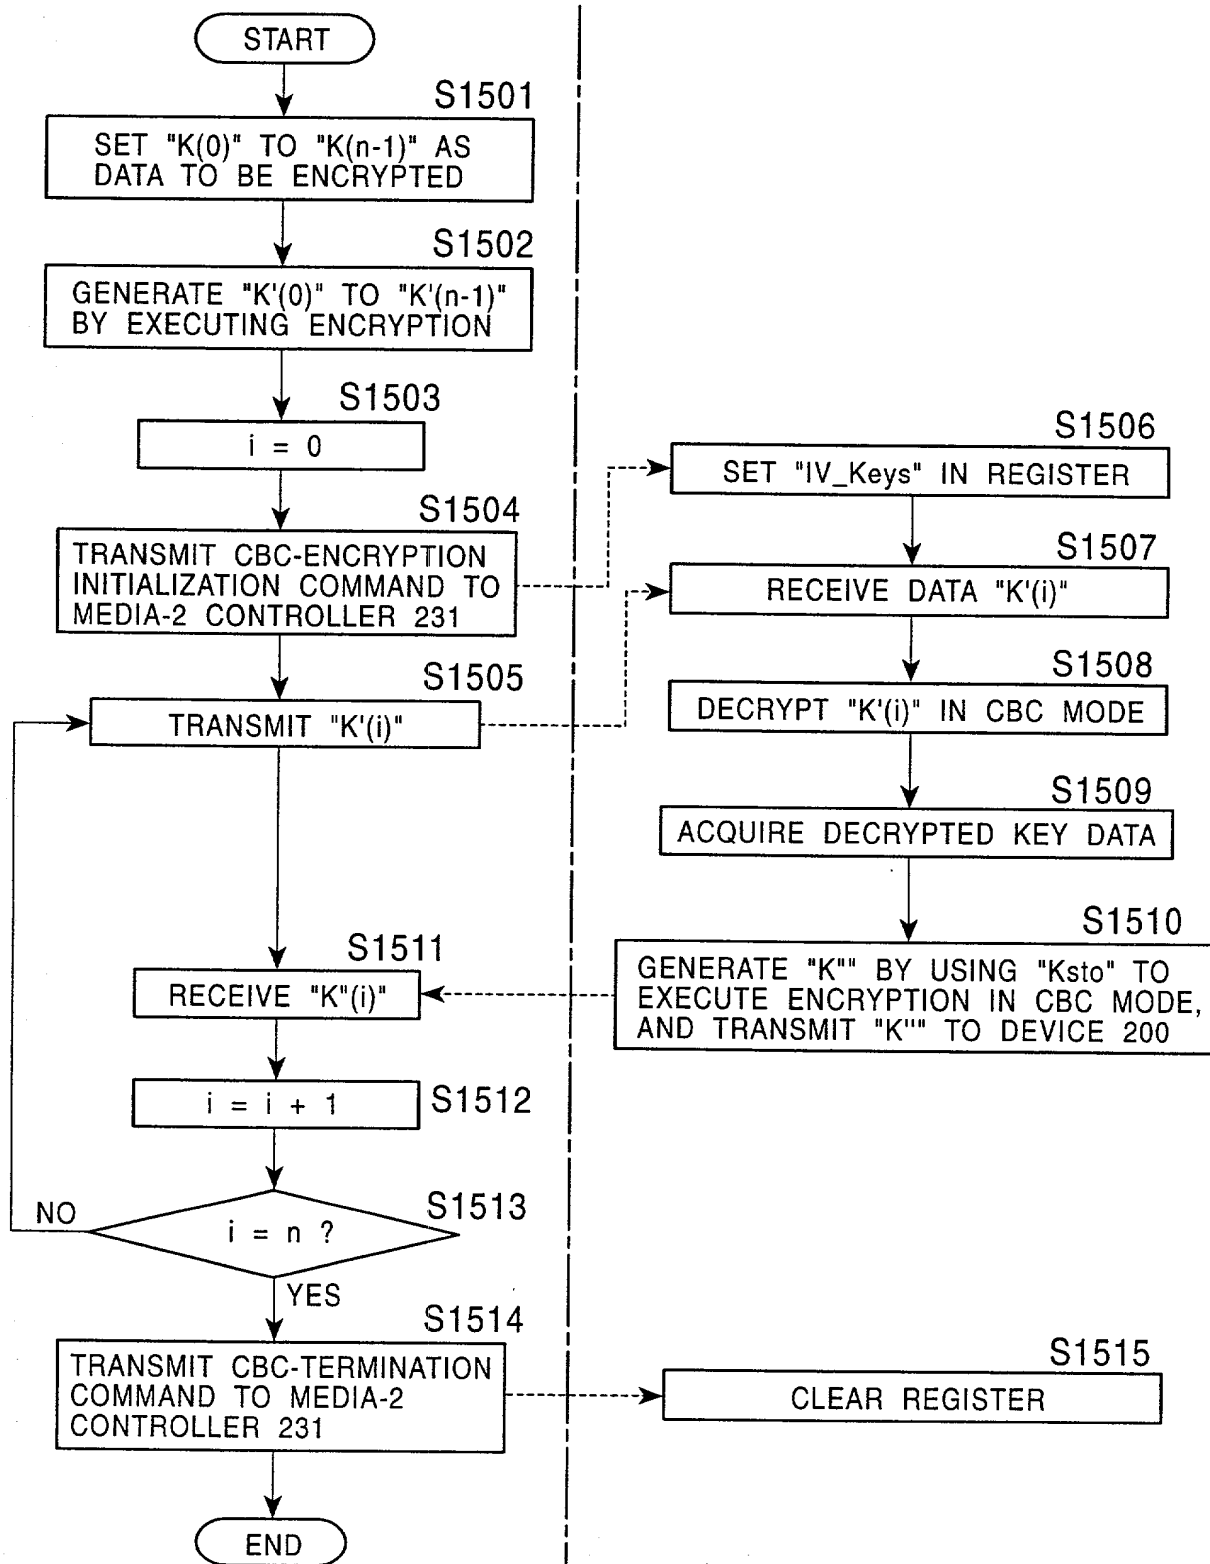 START
S1501
SET "K(0)" TO "K(n-1)" AS
DATA TO BE ENCRYPTED
S1502
GENERATE "K'(0)" TO "K'(n-1)"
BY EXECUTING ENCRYPTION
S1503
i = 0
S1504
TRANSMIT CBC-ENCRYPTION
INITIALIZATION COMMAND TO
MEDIA-2 CONTROLLER 231
S1505
TRANSMIT "K'(i)"
S1506
SET "IV_Keys" IN REGISTER
S1507
RECEIVE DATA "K'(i)"
S1508
DECRYPT "K'(i)" IN CBC MODE
S1509
ACQUIRE DECRYPTED KEY DATA
S1510
GENERATE "K"" BY USING "Ksto" TO
EXECUTE ENCRYPTION IN CBC MODE,
AND TRANSMIT "K"" TO DEVICE 200
S1511
RECEIVE "K"(i)"
i = i + 1
S1512
S1513
NO
i = n ?
YES
S1514
TRANSMIT CBC-TERMINATION
COMMAND TO MEDIA-2
CONTROLLER 231
S1515
CLEAR REGISTER
END